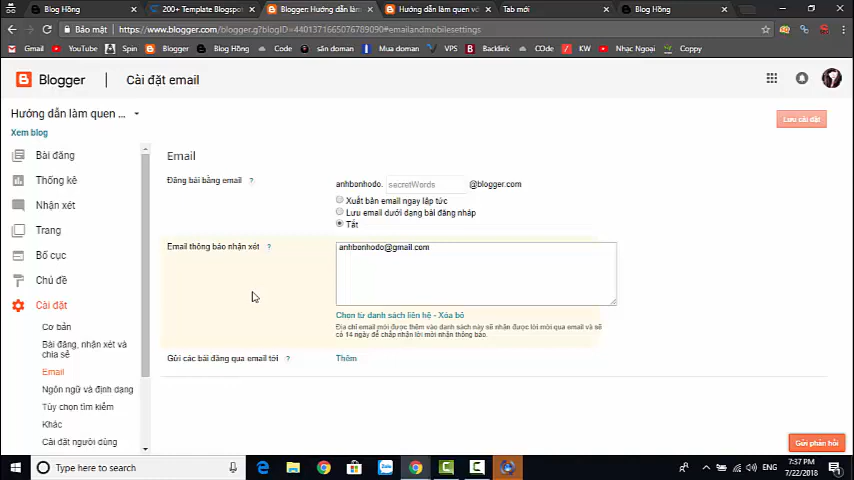 Blog Hồng
200+ Template Blogspot
Blogger: Hướng dẫn làm
Hướng dẫn làm quen vớ
Tab mới
Blog Hồng
Bảo mật
https://www.blogger.com/blogger.g?blogID=4401371665076789090#emailandmobilesettings
Gmail
YouTube
Spin
Blogger
Blog Hồng
Code
săn doman
Mua doman
VPS
Backlink
COde
KW
Nhạc Ngoại
Coppy
Blogger
Cài đặt email
Hướng dẫn làm quen ...
Lưu cài đặt
Xem blog
Bài đăng
Thống kê
Nhận xét
Trang
Bố cục
Chủ đề
Cài đặt
Cơ bản
Bài đăng, nhận xét và
chia sẻ
Email
Ngôn ngữ và định dạng
Tùy chọn tìm kiếm
Khác
Cài đặt người dùng
Email
Đăng bài bằng email ?
anhbonhodo. secretWords @blogger.com
Xuất bản email ngay lập tức
Lưu email dưới dạng bài đăng nháp
Tắt
Email thông báo nhận xét ?
anhbonhodo@gmail.com
Chọn từ danh sách liên hệ - Xóa bỏ
Địa chỉ email mới được thêm vào danh sách này sẽ nhận được lời mời qua email và sẽ
có 14 ngày để chấp nhận lời mời nhận thông báo.
Gửi các bài đăng qua email tới ?
Thêm
Gửi phản hồi
Type here to search
Zalo
ENG
7:37 PM
7/22/2018